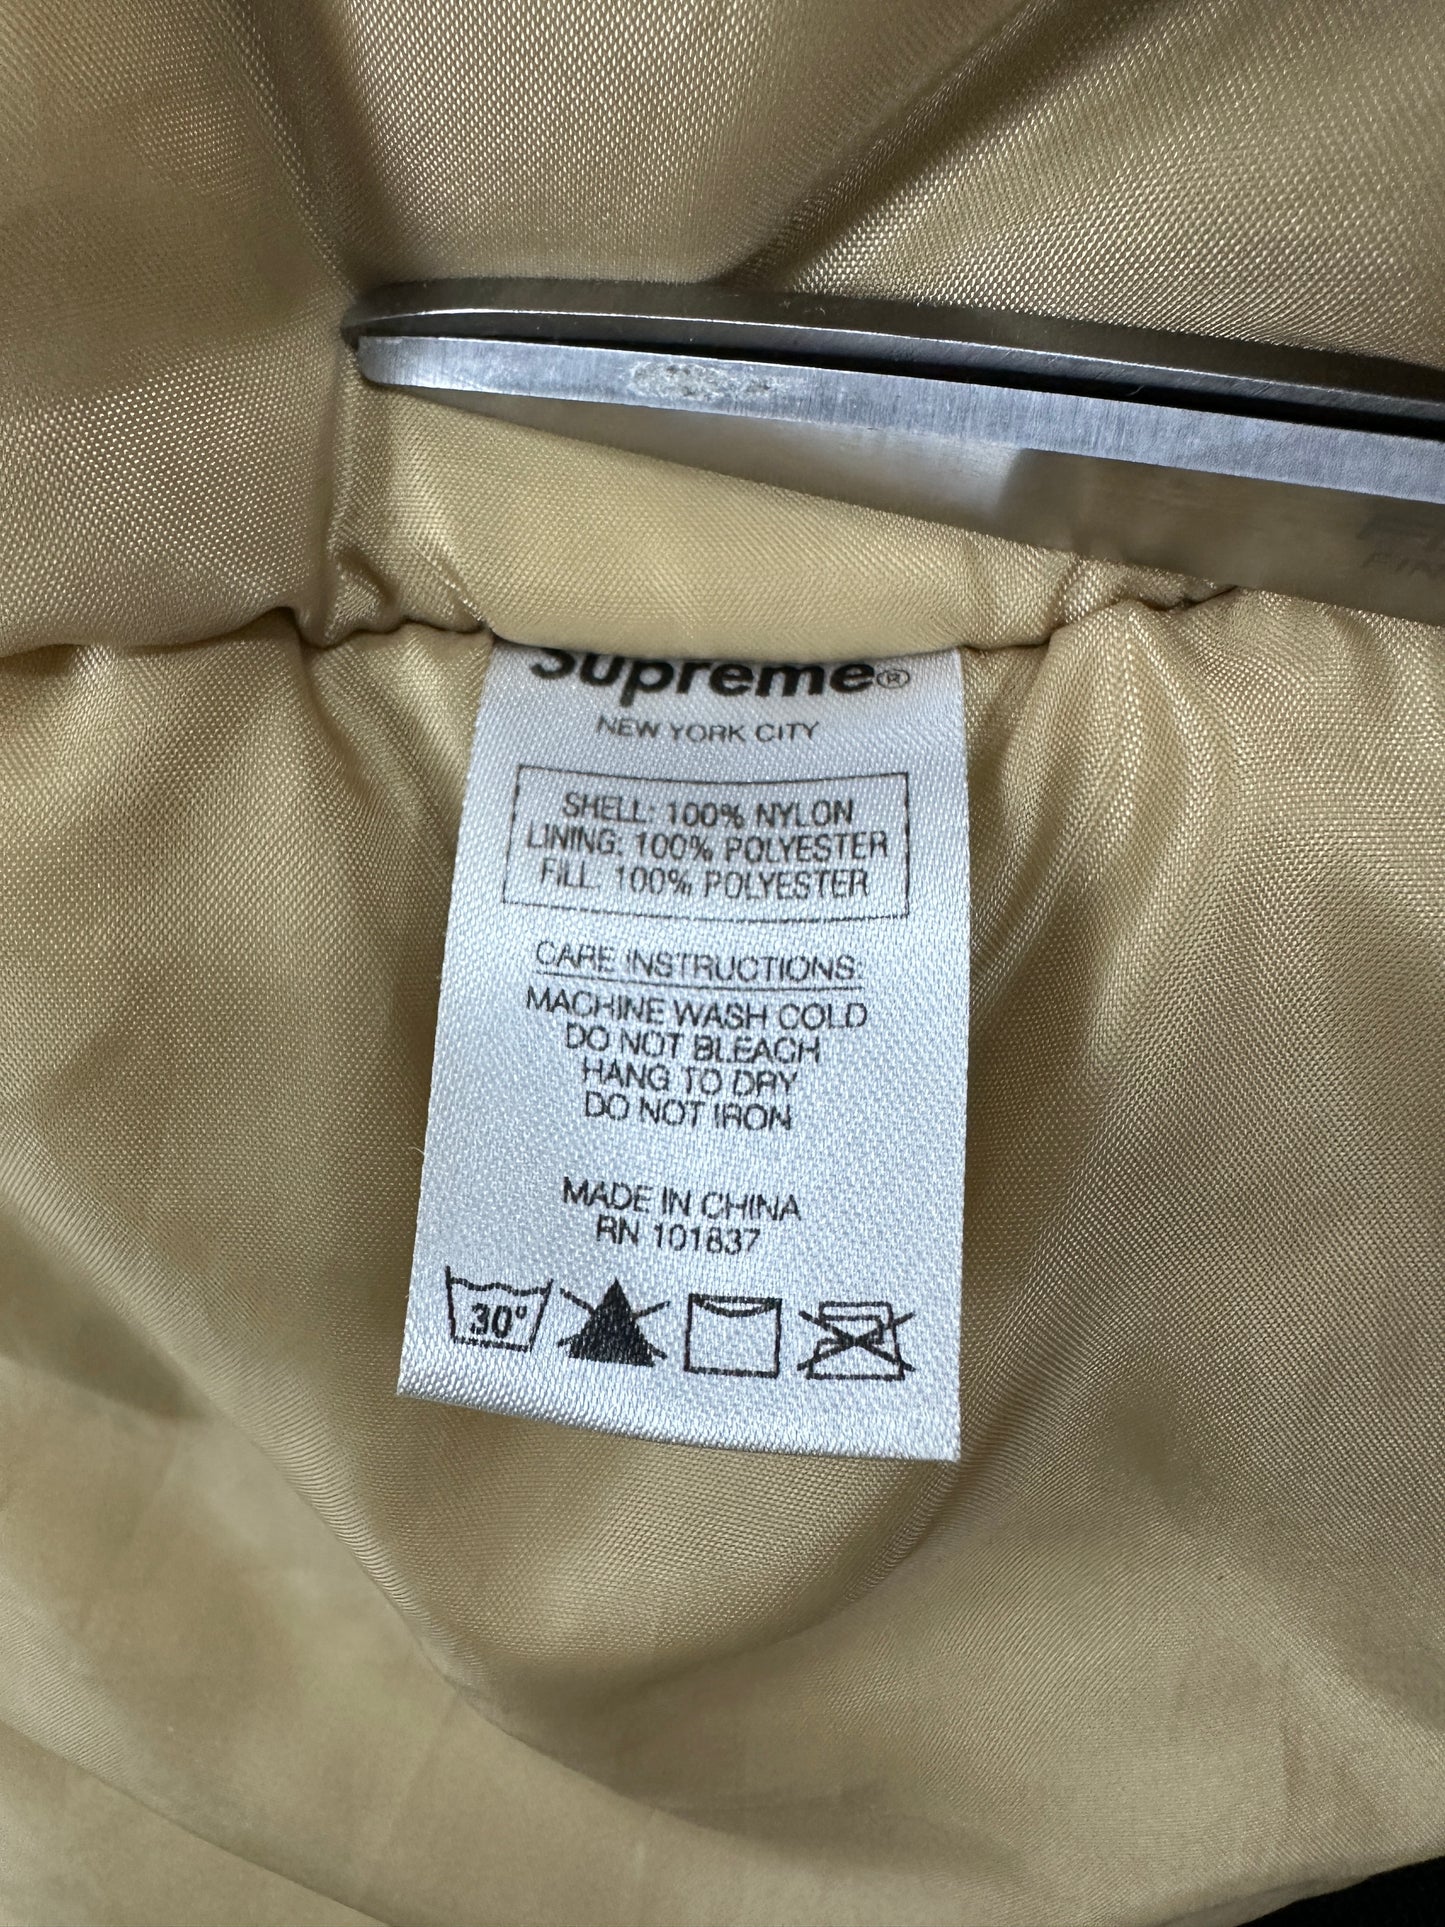 Supreme®
NEW YORK CITY
SHELL: 100% NYLON
LINING: 100% POLYESTER
FILL: 100% POLYESTER
CARE INSTRUCTIONS:
MACHINE WASH COLD
DO NOT BLEACH
HANG TO DRY
DO NOT IRON
MADE IN CHINA
RN 101837
30°